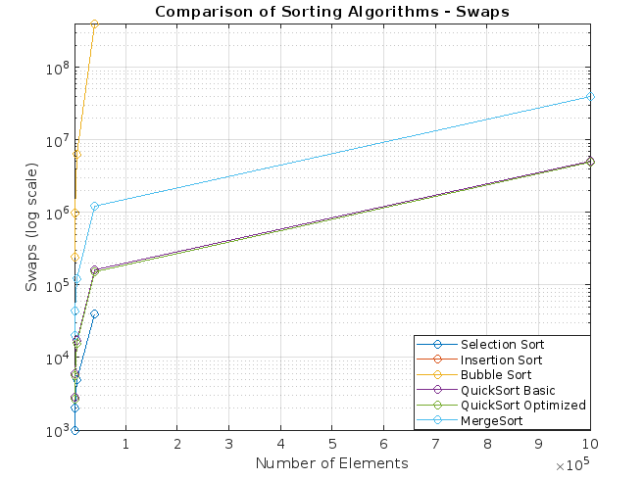 Comparison of Sorting Algorithms - Swaps
Swaps (log scale)
10^8
10^7
10^6
10^5
10^4
10^3
1 2 3 4 5 6 7 8 9 10
Number of Elements
×10^5
Selection Sort
Insertion Sort
Bubble Sort
QuickSort Basic
QuickSort Optimized
MergeSort